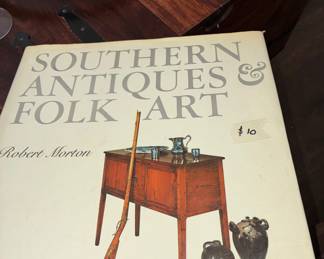 SOUTHERN
ANTIQUES &
FOLK ART
$10
Robert Morton